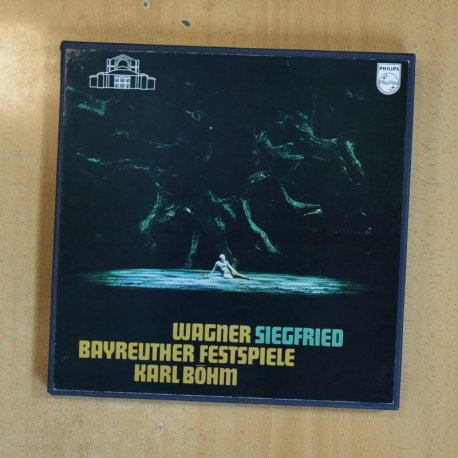 PHILIPS
WAGNER SIEGFRIED
BAYREUTHER FESTSPIELE
KARL BÖHM